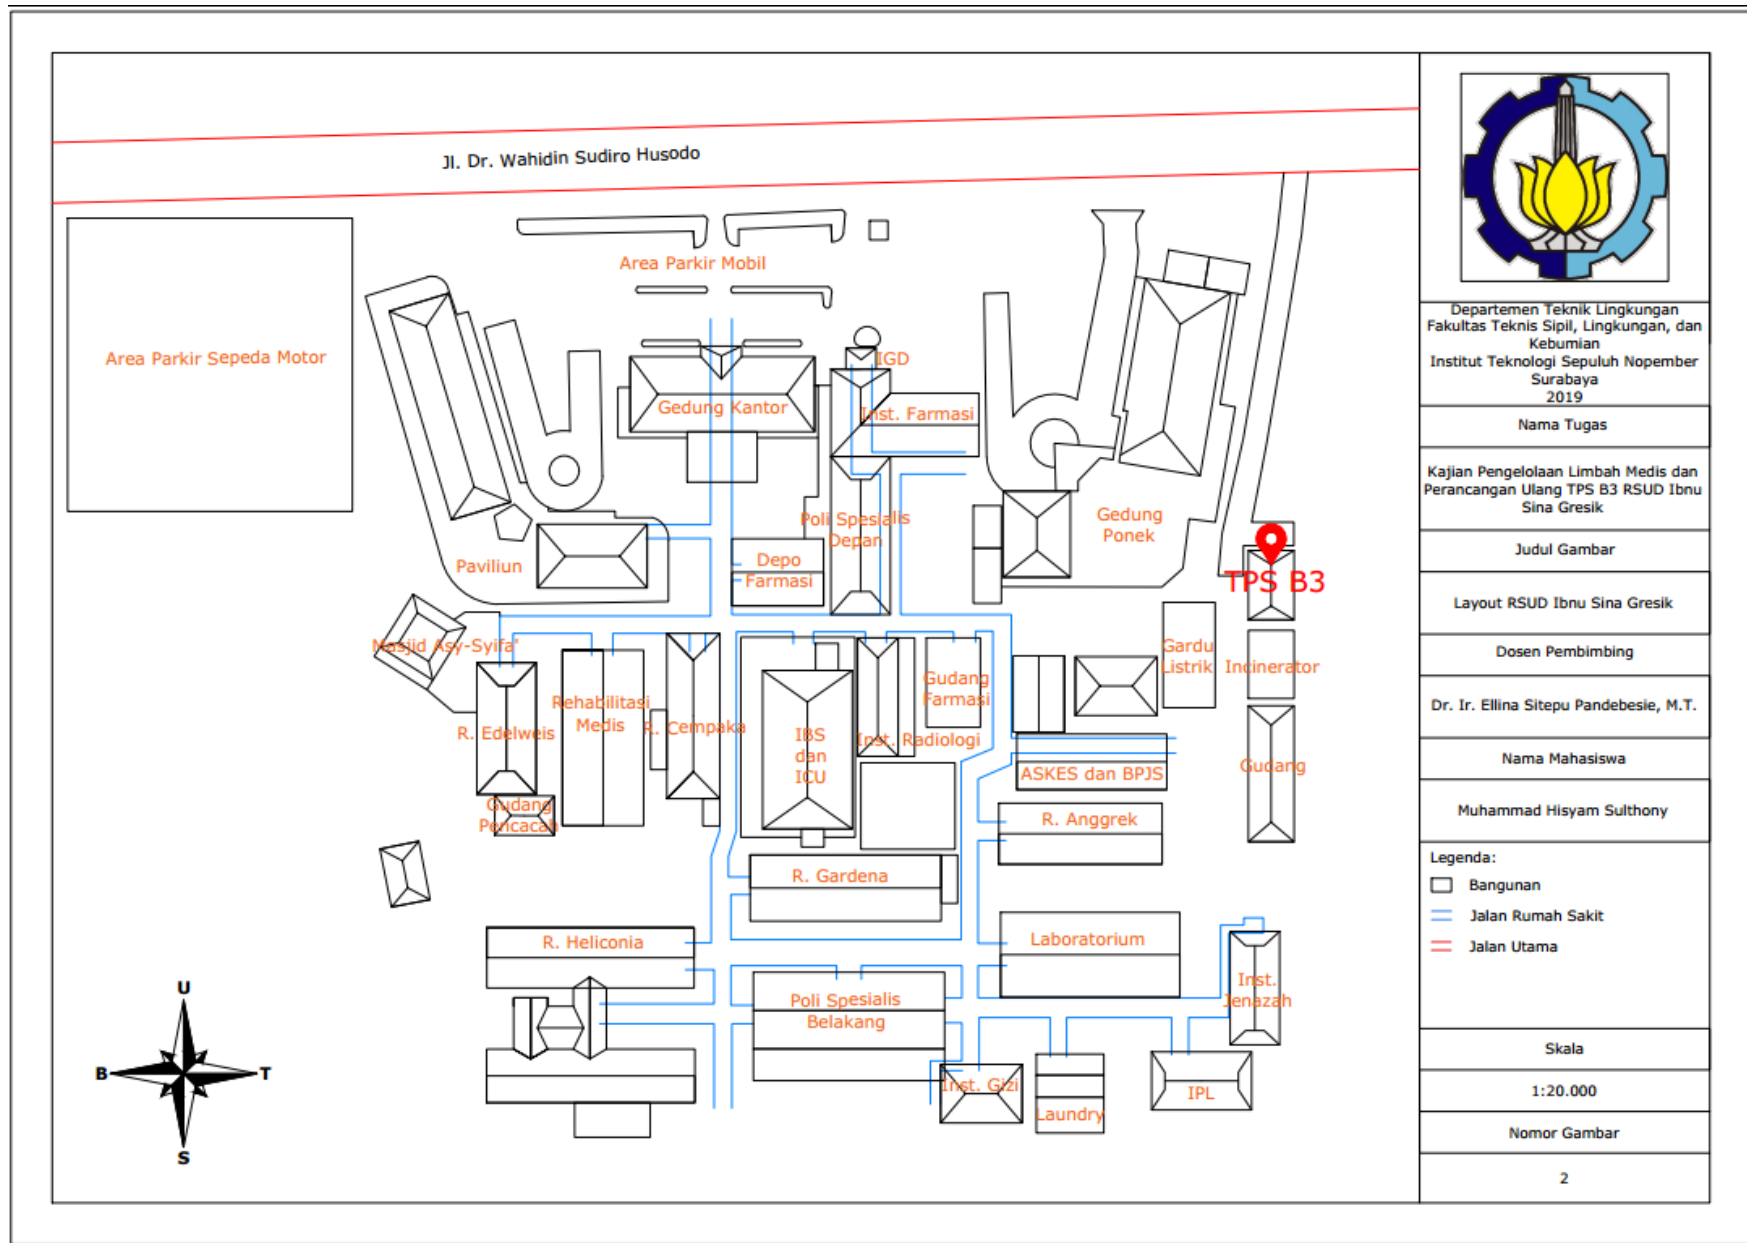 Jl. Dr. Wahidin Sudiro Husodo
Area Parkir Mobil
Area Parkir Sepeda Motor
IGD
Gedung Kantor
Inst. Farmasi
Poli Spesialis
Depan
Gedung
Ponek
Depo
Farmasi
Paviliun
TPS B3
Masjid Asy-Syifa'
Gardu
Listrik
Incinerator
Gudang
Farmasi
Rehabilitasi
Medis
R. Edelweis
R. Cempaka
IBS
dan
ICU
Inst. Radiologi
ASKES dan BPJS
Gudang
Gudang
Pencacah
R. Anggrek
R. Gardena
R. Heliconia
Laboratorium
Inst.
Jenazah
Poli Spesialis
Belakang
Inst. Gizi
Laundry
IPL
U
B
T
S
Departemen Teknik Lingkungan
Fakultas Teknis Sipil, Lingkungan, dan
Kebumian
Institut Teknologi Sepuluh Nopember
Surabaya
2019
Nama Tugas
Kajian Pengelolaan Limbah Medis dan
Perancangan Ulang TPS B3 RSUD Ibnu
Sina Gresik
Judul Gambar
Layout RSUD Ibnu Sina Gresik
Dosen Pembimbing
Dr. Ir. Ellina Sitepu Pandebesie, M.T.
Nama Mahasiswa
Muhammad Hisyam Sulthony
Legenda:
Bangunan
Jalan Rumah Sakit
Jalan Utama
Skala
1:20.000
Nomor Gambar
2